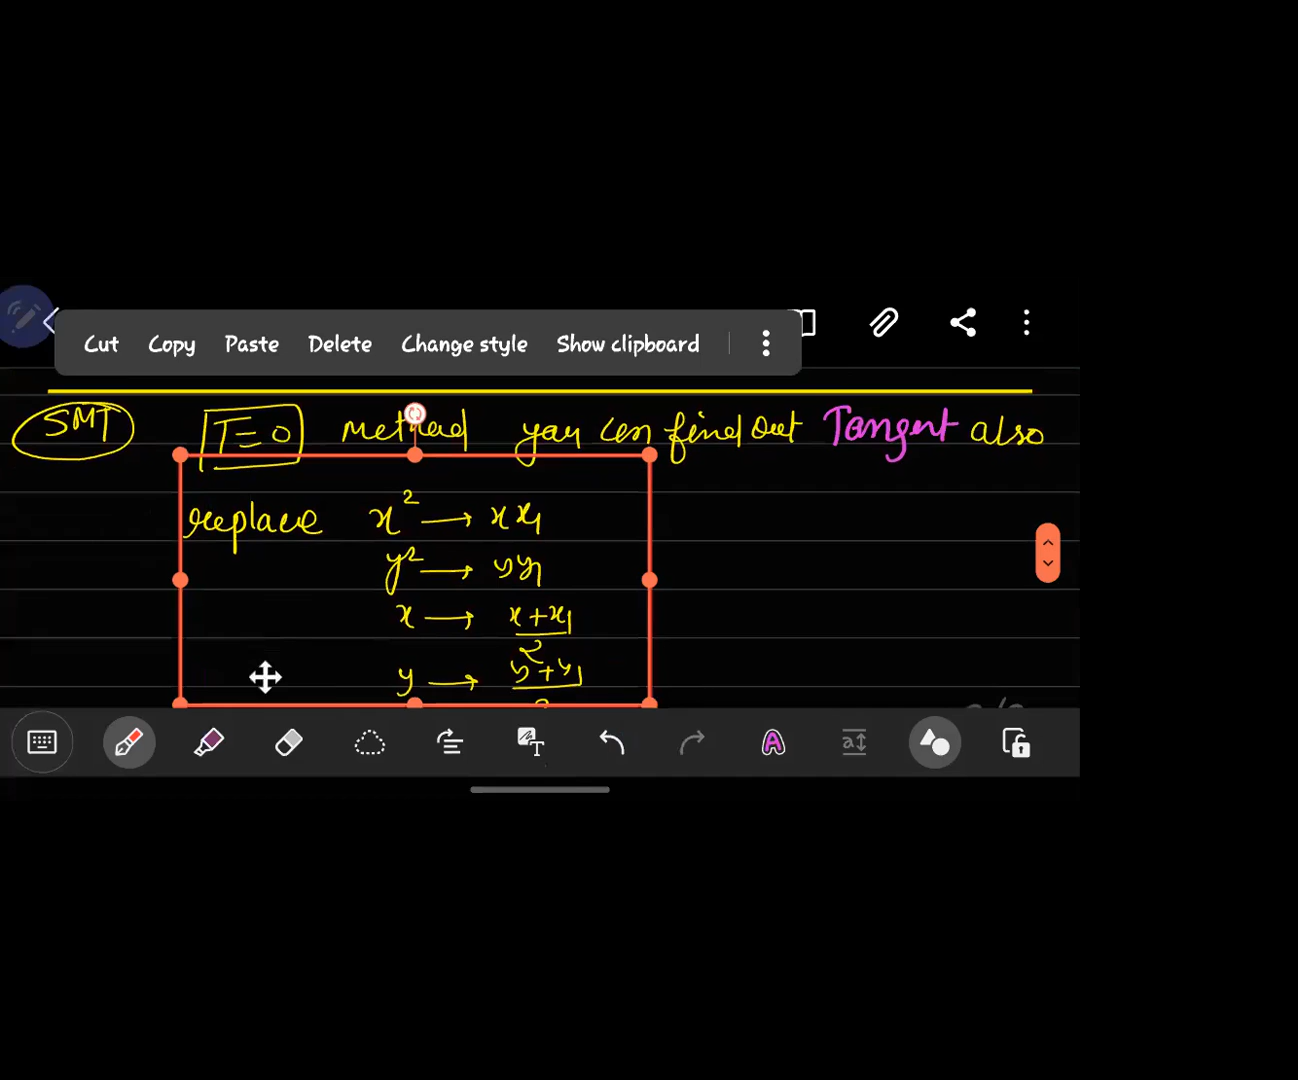 Cut Copy Paste Delete Change style Show clipboard
SMT T=0 method you can find out Tangent also
replace x² → xx₁
y² → yy₁
x → x+x₁/2
y → y+y₁/2